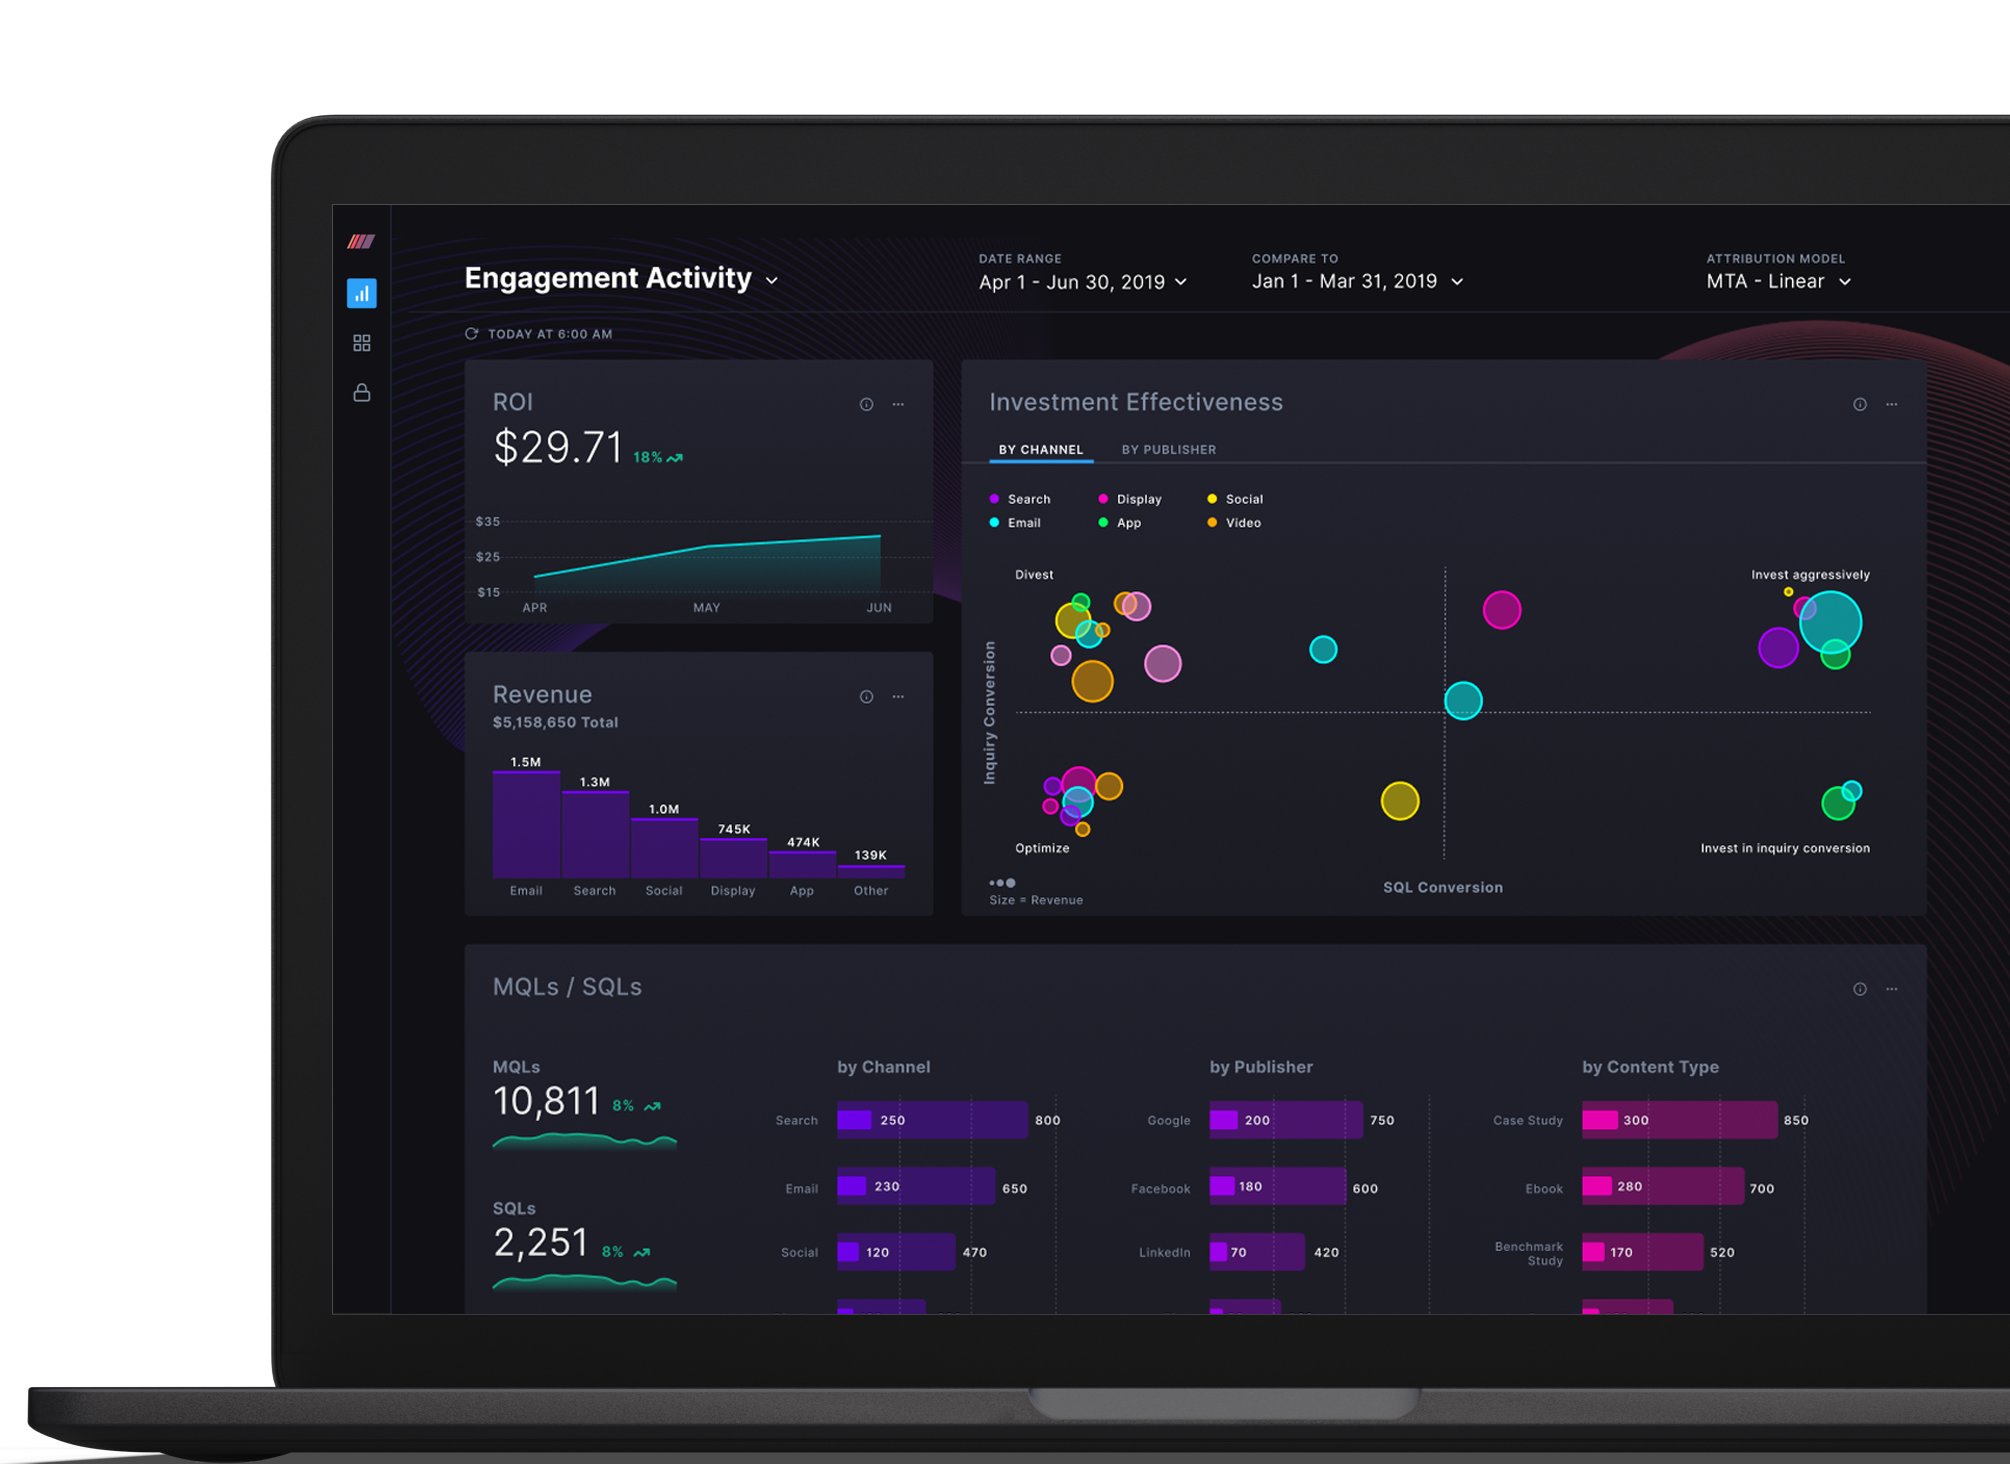 Engagement Activity
DATE RANGE
Apr 1 - Jun 30, 2019
COMPARE TO
Jan 1 - Mar 31, 2019
ATTRIBUTION MODEL
MTA - Linear
TODAY AT 6:00 AM
ROI
$29.71 18%
$35
$25
$15
APR MAY JUN
Revenue
$5,158,650 Total
1.5M
1.3M
1.0M
745K
474K
139K
Email Search Social Display App Other
Investment Effectiveness
BY CHANNEL BY PUBLISHER
Search Display Social
Email App Video
Divest
Invest aggressively
Inquiry Conversion
Optimize
Invest in inquiry conversion
SQL Conversion
Size = Revenue
MQLs / SQLs
MQLs
10,811 8%
SQLs
2,251 8%
by Channel
Search 250 800
Email 230 650
Social 120 470
by Publisher
Google 200 750
Facebook 180 600
LinkedIn 70 420
by Content Type
Case Study 300 850
Ebook 280 700
Benchmark
Study 170 520